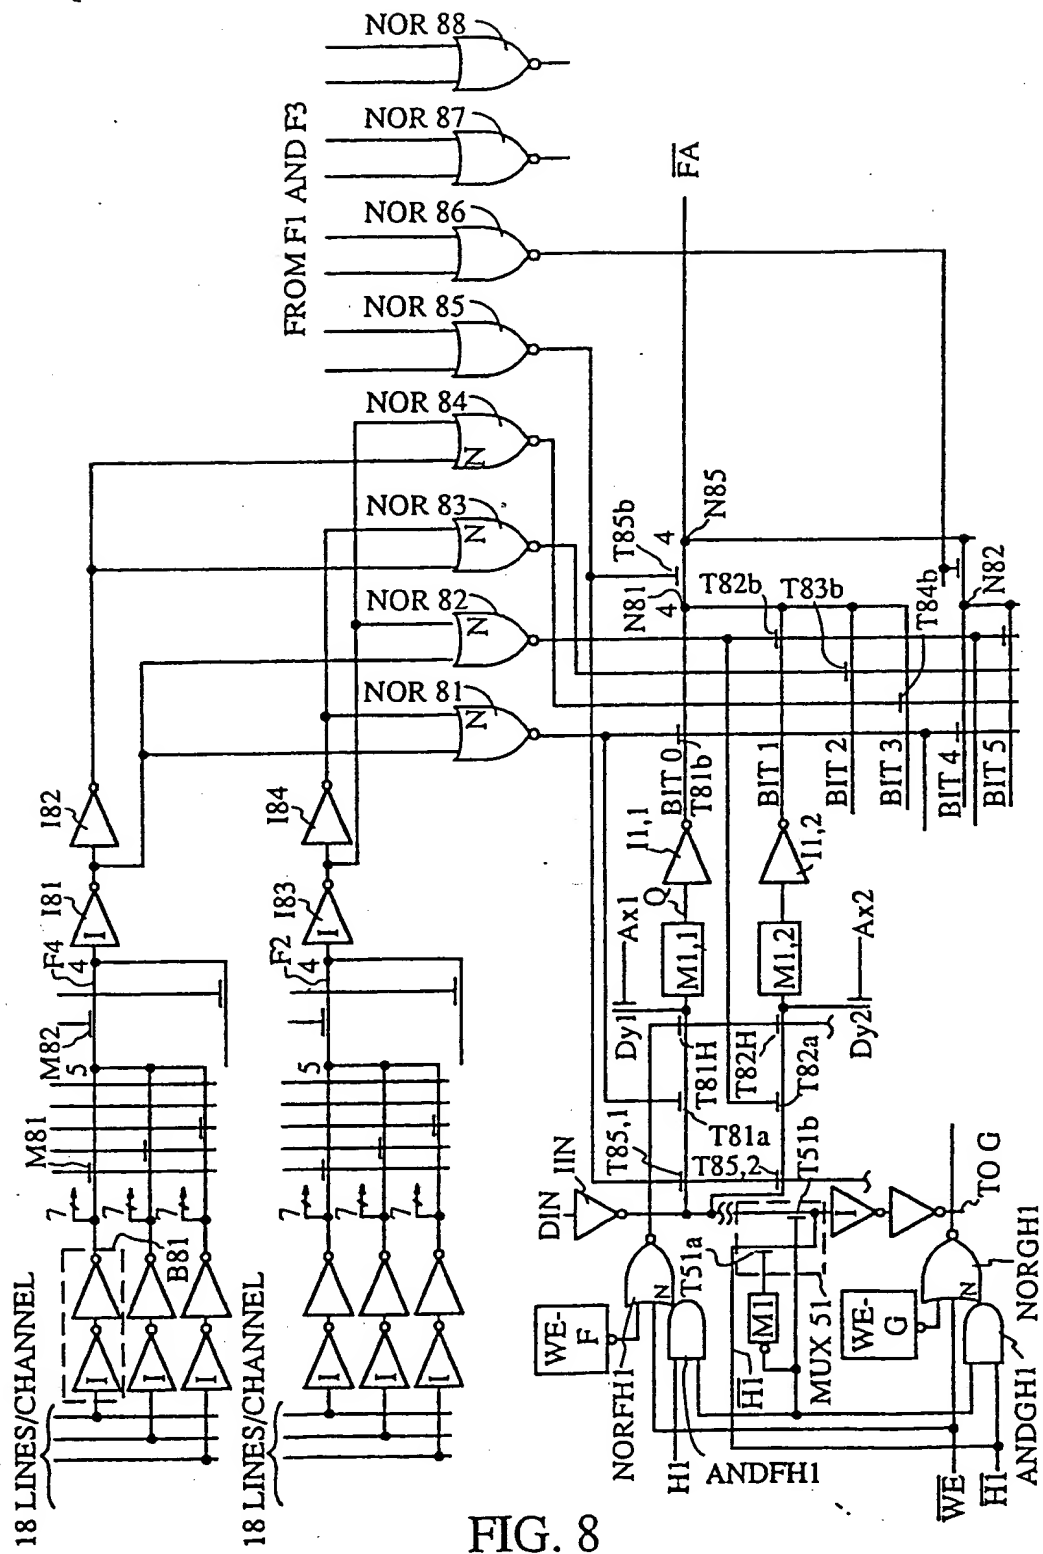 NOR 88
NOR 87
FROM F1 AND F3
NOR 86
NOR 85
NOR 84
N
NOR 83
N
NOR 82
N
NOR 81
N
FA
N85
4
T85b
N81
4
T82b
T83b
T84b
N82
I82
I81
I
I84
I83
I
F4
4
F2
4
M82
5
5
M81
7
7
7
7
7
7
B81
I
I
I
I
I
I
18 LINES/CHANNEL
18 LINES/CHANNEL
BIT 0
T81b
BIT 1
BIT 2
BIT 3
BIT 4
BIT 5
I1,1
I1,2
Q
M1,1
M1,2
Ax1
Ax2
Dy1
Dy2
T81H
T82H
T82a
T81a
T85,1
T85,2
T51b
IIN
DIN
I
TO G
T51a
N
WE-
F
M1
H1
MUX 51
WE-
G
N
NORGH1
NORFH1
H1
ANDFH1
WE
H1
ANDGH1
FIG. 8